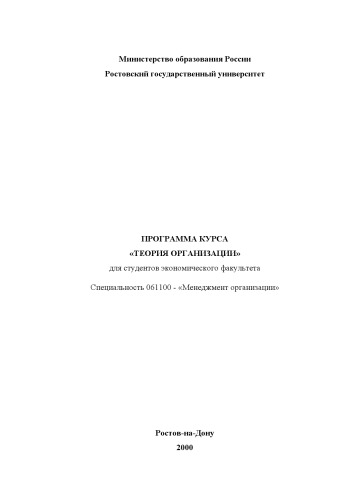 Министерство образования России
Ростовский государственный университет
ПРОГРАММА КУРСА
«ТЕОРИЯ ОРГАНИЗАЦИИ»
для студентов экономического факультета
Специальность 061100 - «Менеджмент организации»
Ростов-на-Дону
2000